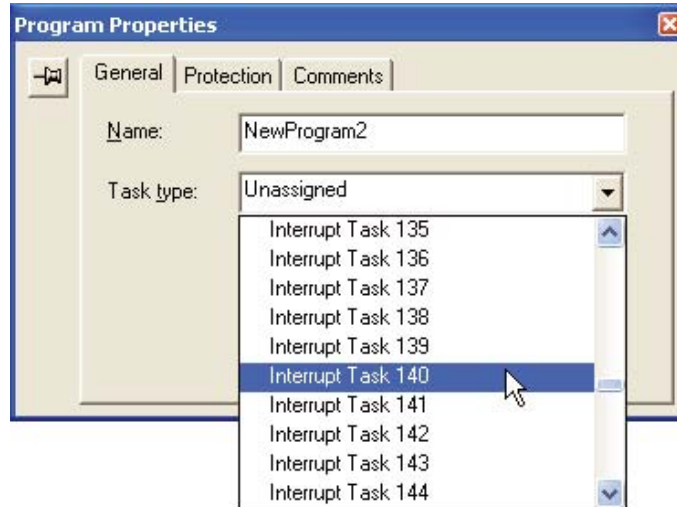 Program Properties
General Protection Comments
Name: NewProgram2
Task type: Unassigned
Interrupt Task 135
Interrupt Task 136
Interrupt Task 137
Interrupt Task 138
Interrupt Task 139
Interrupt Task 140
Interrupt Task 141
Interrupt Task 142
Interrupt Task 143
Interrupt Task 144